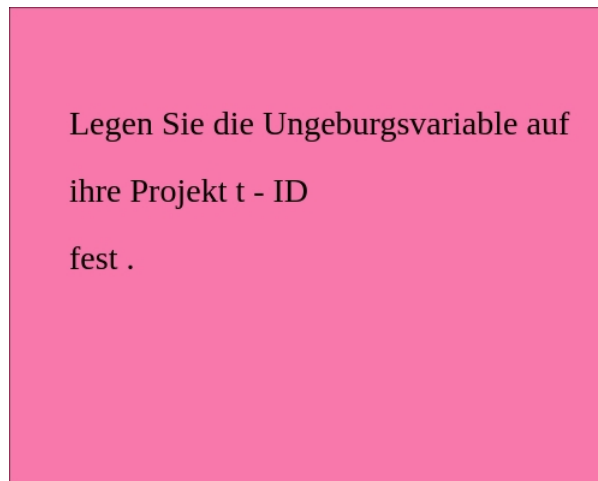 Legen Sie die Ungeburgsvariable auf
ihre Projekt t - ID
fest .